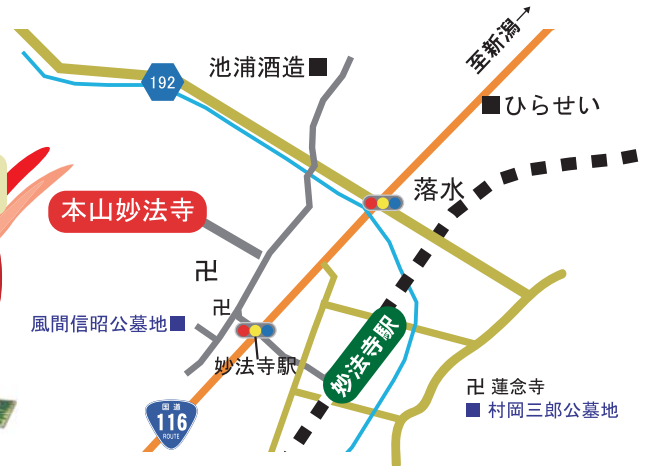 至新潟
池浦酒造
192
ひらせい
落水
本山妙法寺
卍
卍
風間信昭公墓地
妙法寺駅
妙法寺駅
卍 蓮念寺
村岡三郎公墓地
国道
116
ROUTE